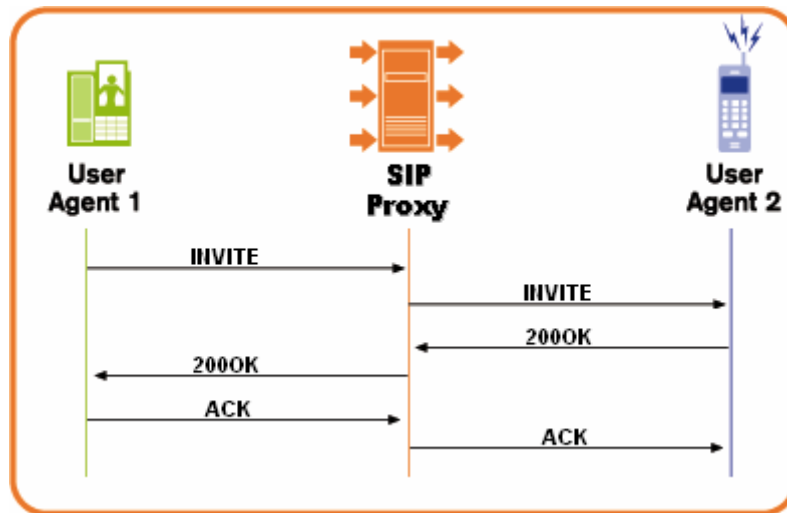 User
Agent 1
SIP
Proxy
User
Agent 2
INVITE
INVITE
200OK
200OK
ACK
ACK